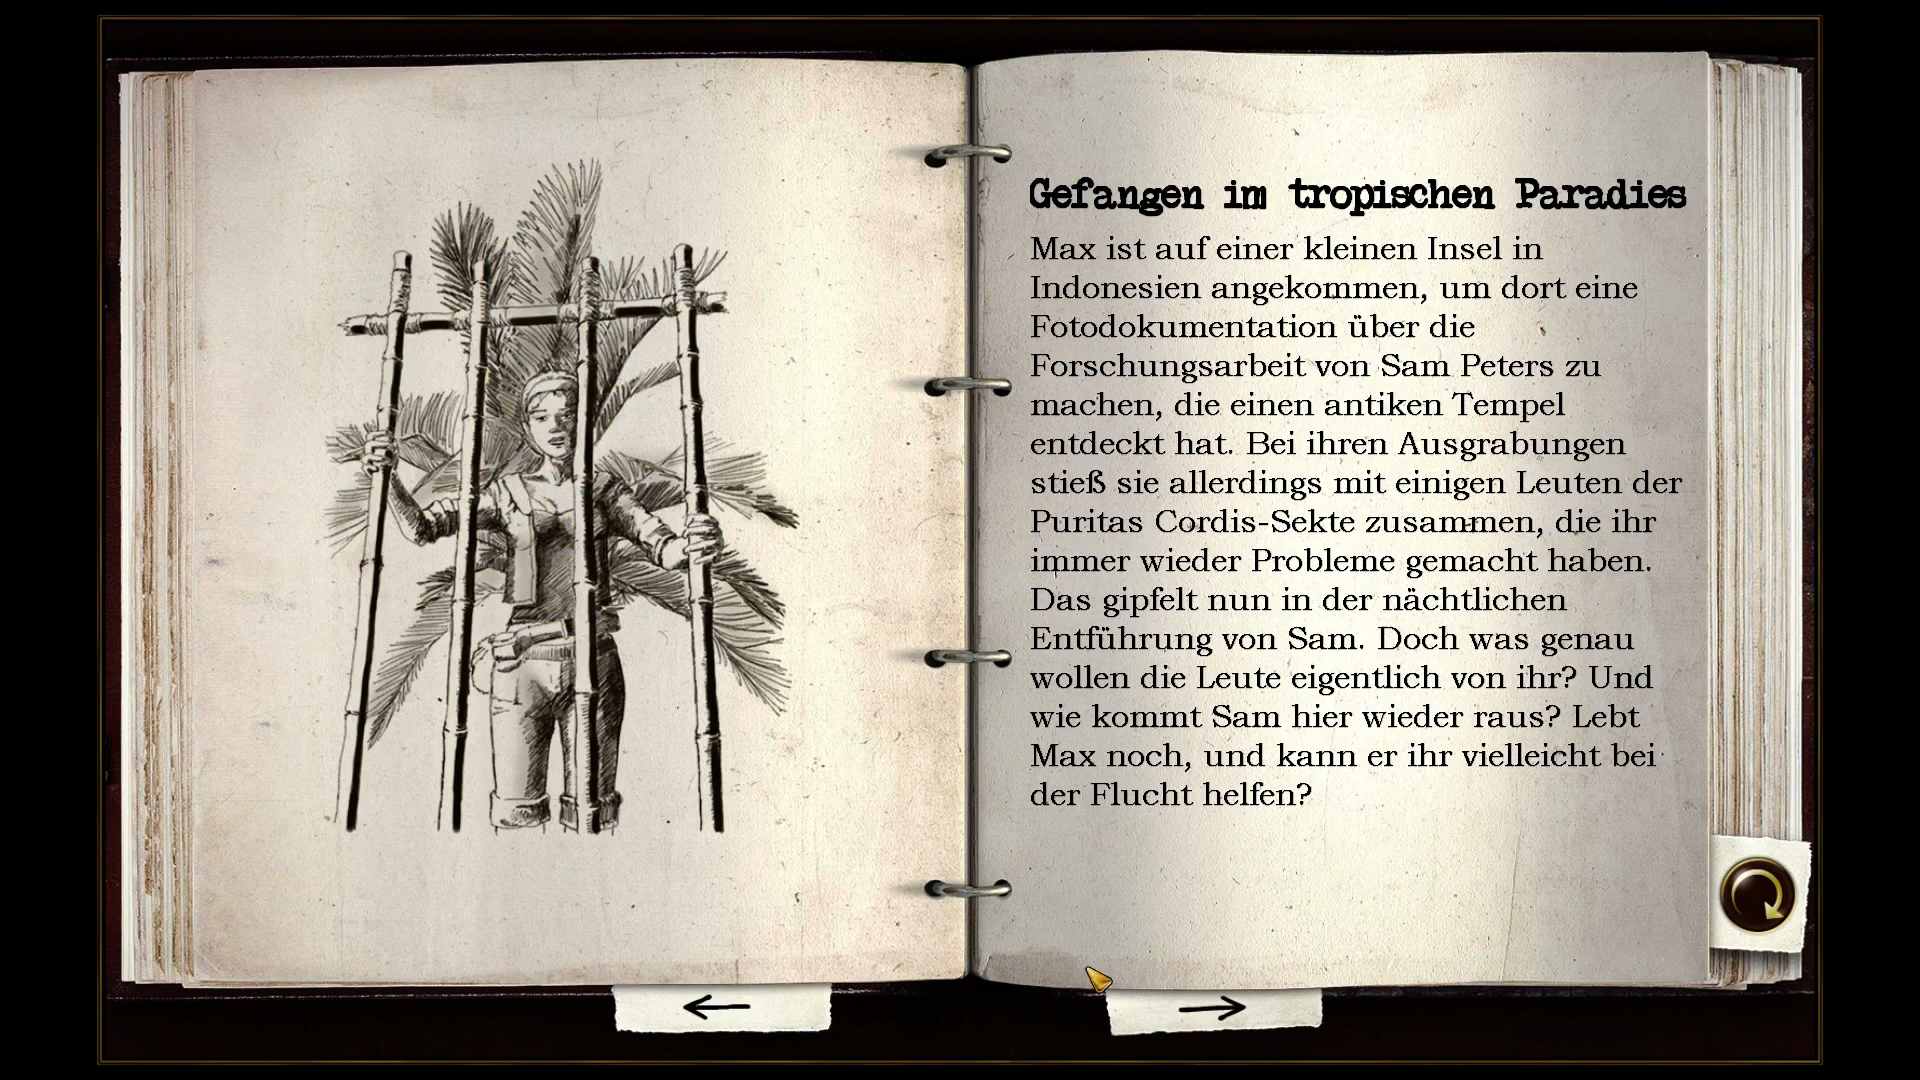 Gefangen im tropischen Paradies
Max ist auf einer kleinen Insel in
Indonesien angekommen, um dort eine
Fotodokumentation über die
Forschungsarbeit von Sam Peters zu
machen, die einen antiken Tempel
entdeckt hat. Bei ihren Ausgrabungen
stieß sie allerdings mit einigen Leuten der
Puritas Cordis-Sekte zusammen, die ihr
immer wieder Probleme gemacht haben.
Das gipfelt nun in der nächtlichen
Entführung von Sam. Doch was genau
wollen die Leute eigentlich von ihr? Und
wie kommt Sam hier wieder raus? Lebt
Max noch, und kann er ihr vielleicht bei
der Flucht helfen?